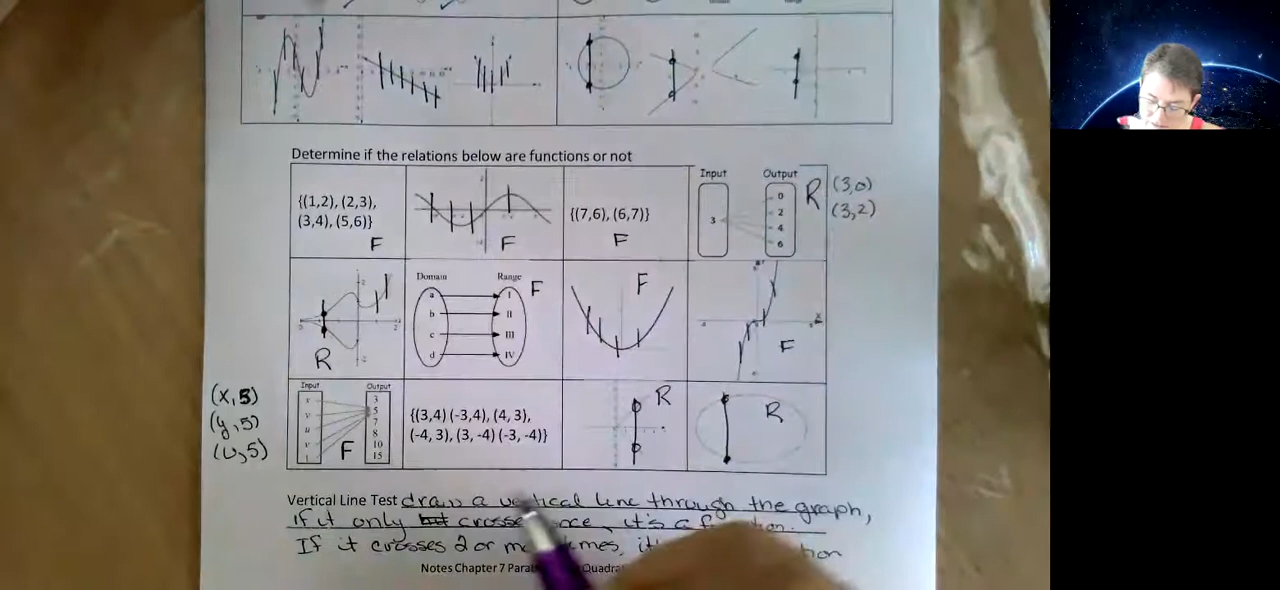 Determine if the relations below are functions or not
{(1,2), (2,3),
(3,4), (5,6)}
F
F
{(7,6), (6,7)}
F
Input Output
3
0
2
4
6
R (3,0)
(3,2)
R
Domain Range
a I
b II
c III
d IV
F
F
F
(x,5)
(y,5)
(u,5)
Input Output
3
5
7
8
10
15
F
{(3,4) (-3,4), (4, 3),
(-4, 3), (3, -4) (-3, -4)}
R
R
Vertical Line Test draw a vertical line through the graph,
if it only crosses once, it's a function.
If it crosses 2 or more times,
Notes Chapter 7